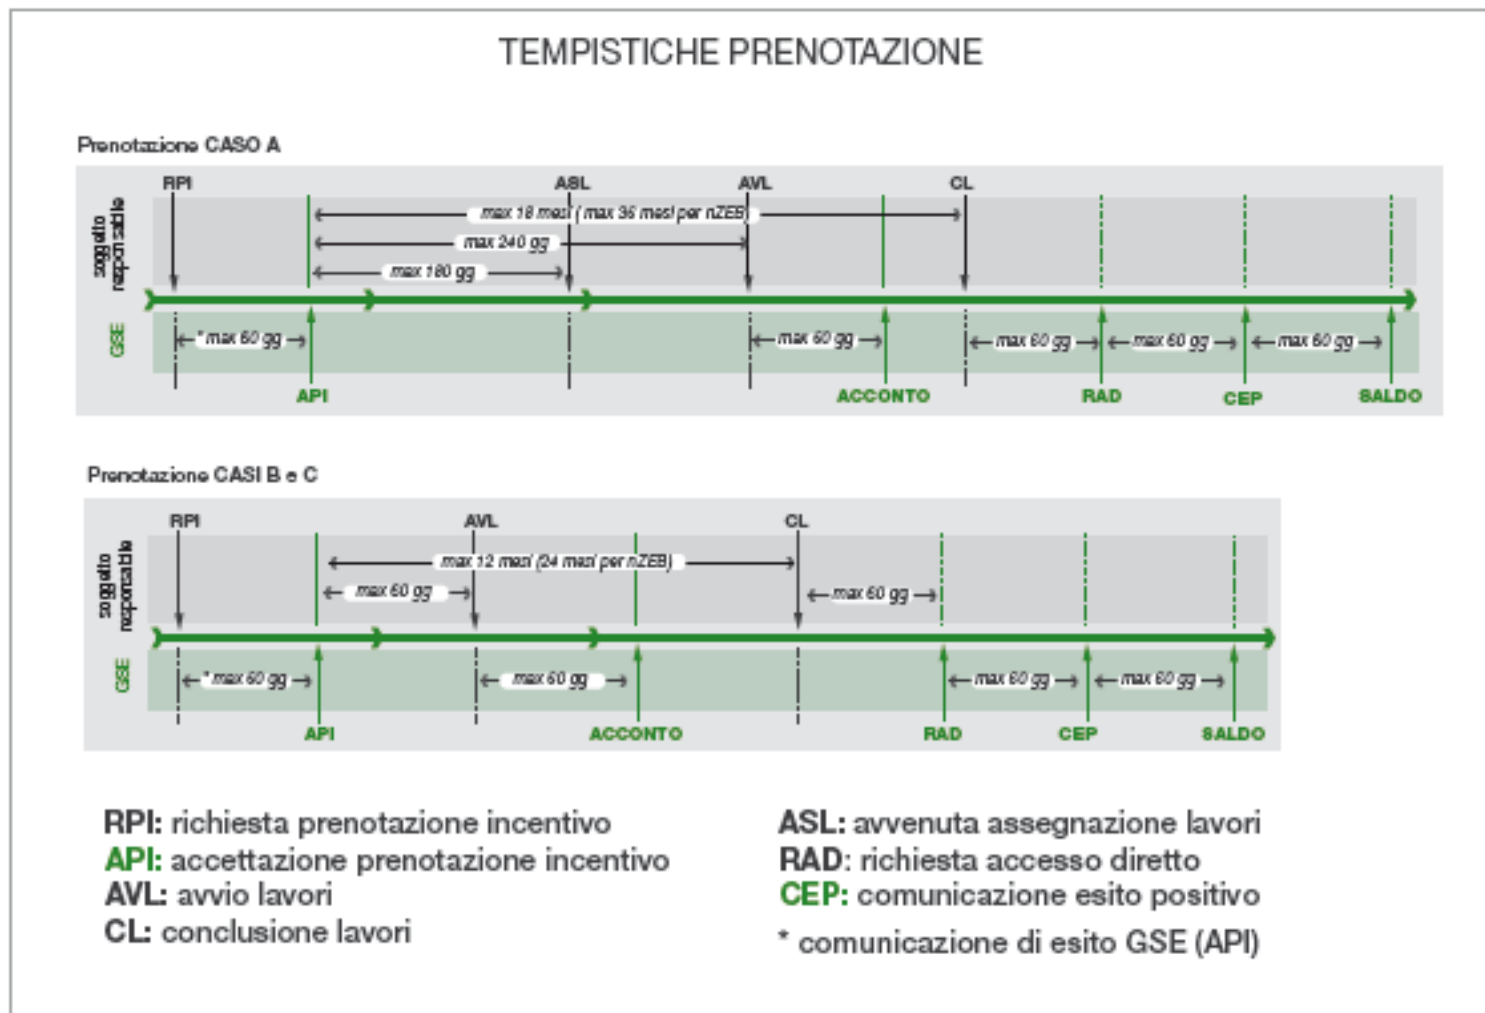 TEMPISTICHE PRENOTAZIONE
Prenotazione CASO A
RPI ASL AVL CL
soggetto
responsabile
max 18 mesi ( max 36 mesi per nZEB)
max 240 gg
max 180 gg
GSE
* max 60 gg max 60 gg max 60 gg max 60 gg max 60 gg
API ACCONTO RAD CEP SALDO
Prenotazione CASI B e C
RPI AVL CL
soggetto
responsabile
max 12 mesi (24 mesi per nZEB)
max 60 gg max 60 gg
GSE
* max 60 gg max 60 gg max 60 gg max 60 gg
API ACCONTO RAD CEP SALDO
RPI: richiesta prenotazione incentivo
API: accettazione prenotazione incentivo
AVL: avvio lavori
CL: conclusione lavori
ASL: avvenuta assegnazione lavori
RAD: richiesta accesso diretto
CEP: comunicazione esito positivo
* comunicazione di esito GSE (API)